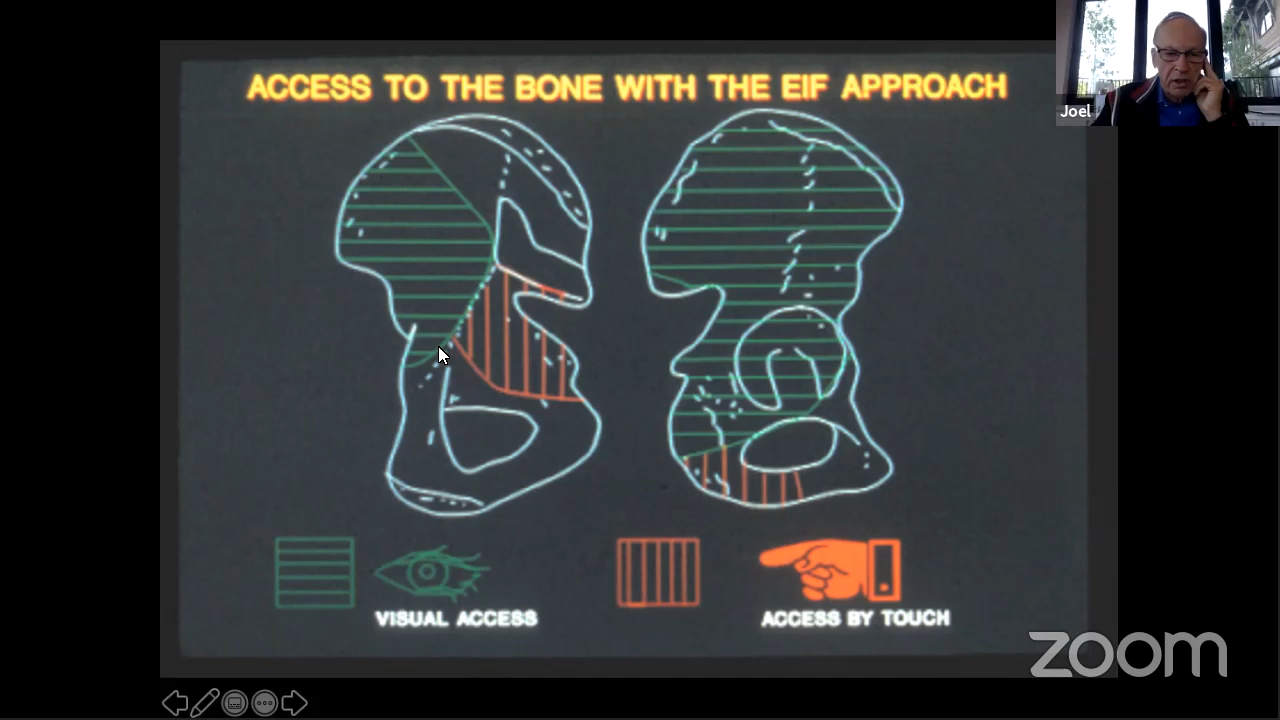 ACCESS TO THE BONE WITH THE EIF APPROACH
Joel
VISUAL ACCESS
ACCESS BY TOUCH
zoom